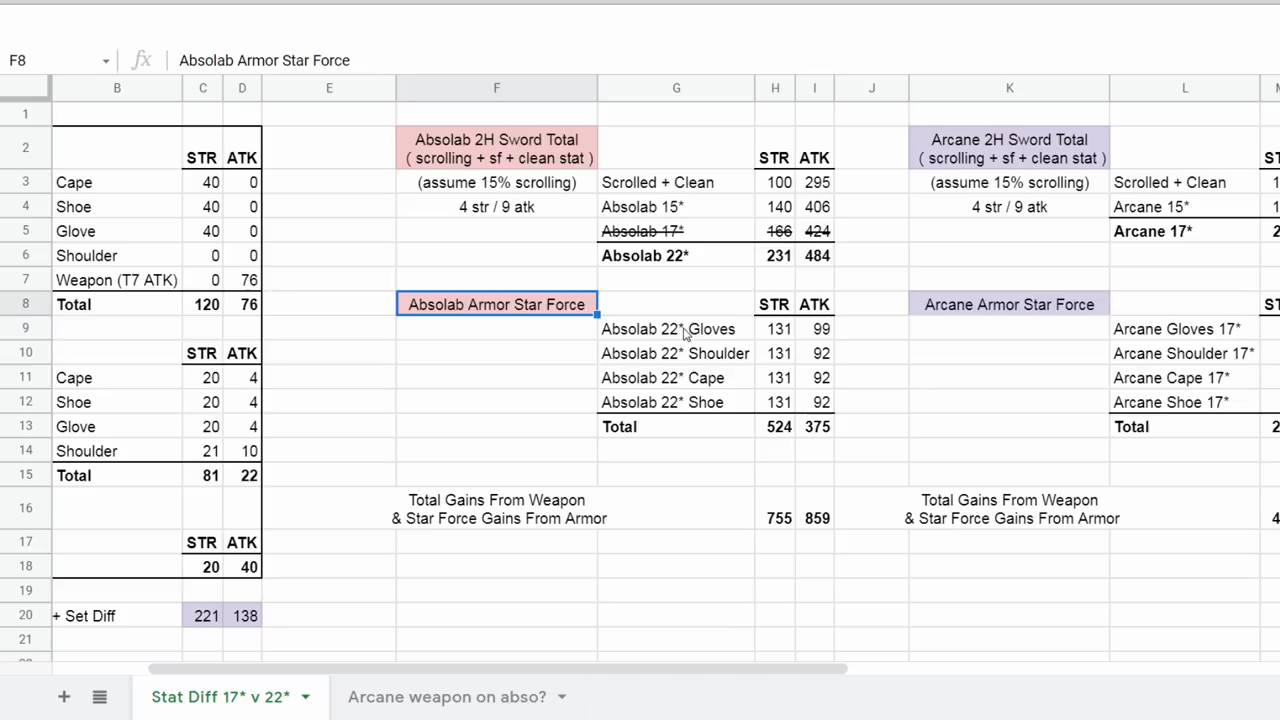 F8 fx Absolab Armor Star Force
B C D E F G H I J K L
1
2 STR ATK Absolab 2H Sword Total STR ATK Arcane 2H Sword Total
( scrolling + sf + clean stat ) ( scrolling + sf + clean stat )
3 Cape 40 0 (assume 15% scrolling) Scrolled + Clean 100 295 (assume 15% scrolling) Scrolled + Clean
4 Shoe 40 0 4 str / 9 atk Absolab 15* 140 406 4 str / 9 atk Arcane 15*
5 Glove 40 0 Absolab 17* 166 424 Arcane 17*
6 Shoulder 0 0 Absolab 22* 231 484
7 Weapon (T7 ATK) 0 76
8 Total 120 76 Absolab Armor Star Force STR ATK Arcane Armor Star Force
9 Absolab 22* Gloves 131 99 Arcane Gloves 17*
10 STR ATK Absolab 22* Shoulder 131 92 Arcane Shoulder 17*
11 Cape 20 4 Absolab 22* Cape 131 92 Arcane Cape 17*
12 Shoe 20 4 Absolab 22* Shoe 131 92 Arcane Shoe 17*
13 Glove 20 4 Total 524 375 Total
14 Shoulder 21 10
15 Total 81 22
16 Total Gains From Weapon Total Gains From Weapon
& Star Force Gains From Armor 755 859 & Star Force Gains From Armor
17 STR ATK
18 20 40
19
20 + Set Diff 221 138
21
+ Stat Diff 17* v 22* Arcane weapon on abso?